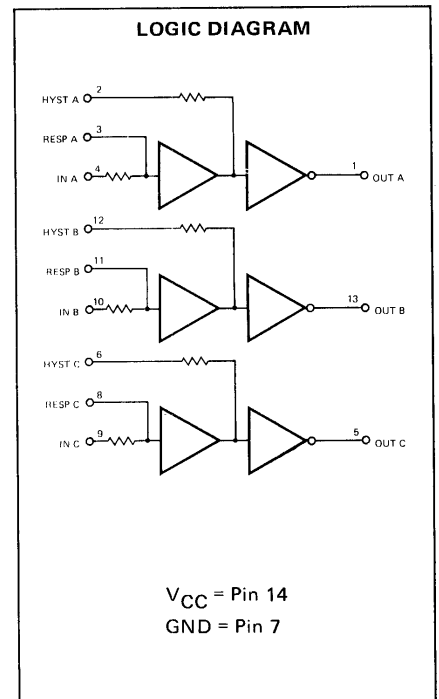 LOGIC DIAGRAM
HYST A 2
RESP A 3
IN A 4
1 OUT A
HYST B 12
RESP B 11
IN B 10
13 OUT B
HYST C 6
RESP C 8
IN C 9
5 OUT C
VCC = Pin 14
GND = Pin 7